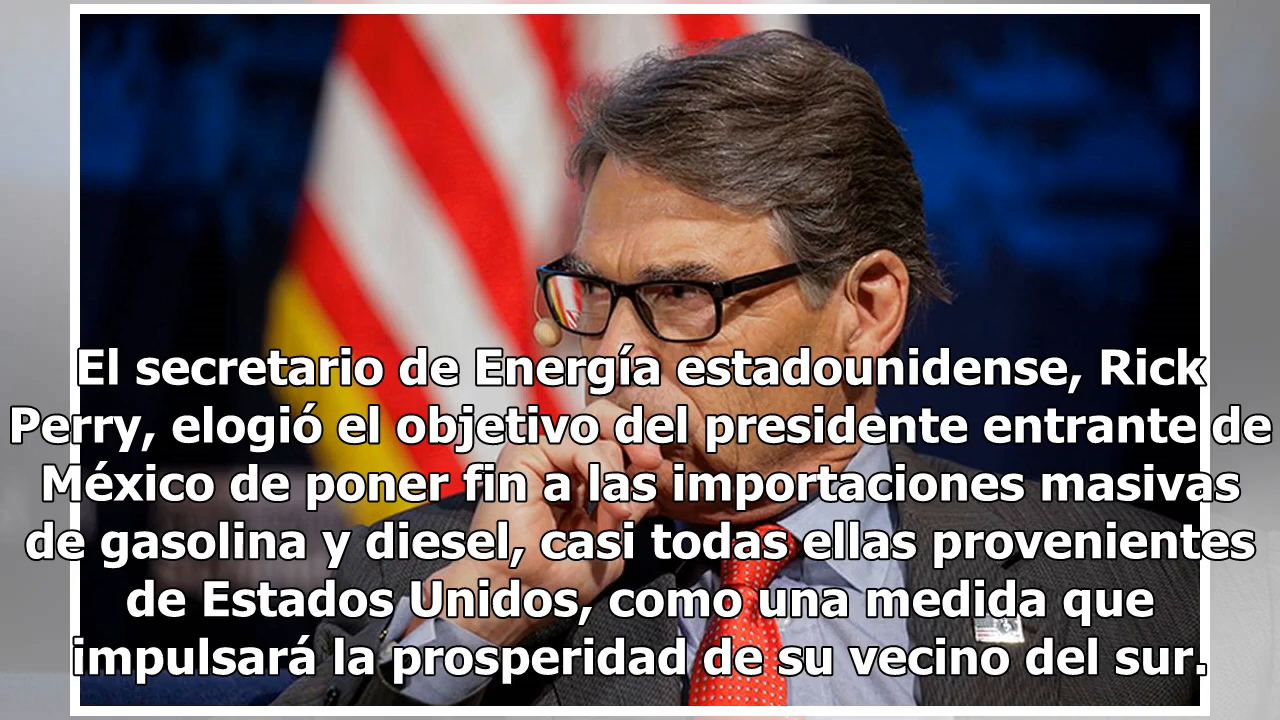 El secretario de Energía estadounidense, Rick
Perry, elogió el objetivo del presidente entrante de
México de poner fin a las importaciones masivas
de gasolina y diesel, casi todas ellas provenientes
de Estados Unidos, como una medida que
impulsará la prosperidad de su vecino del sur.